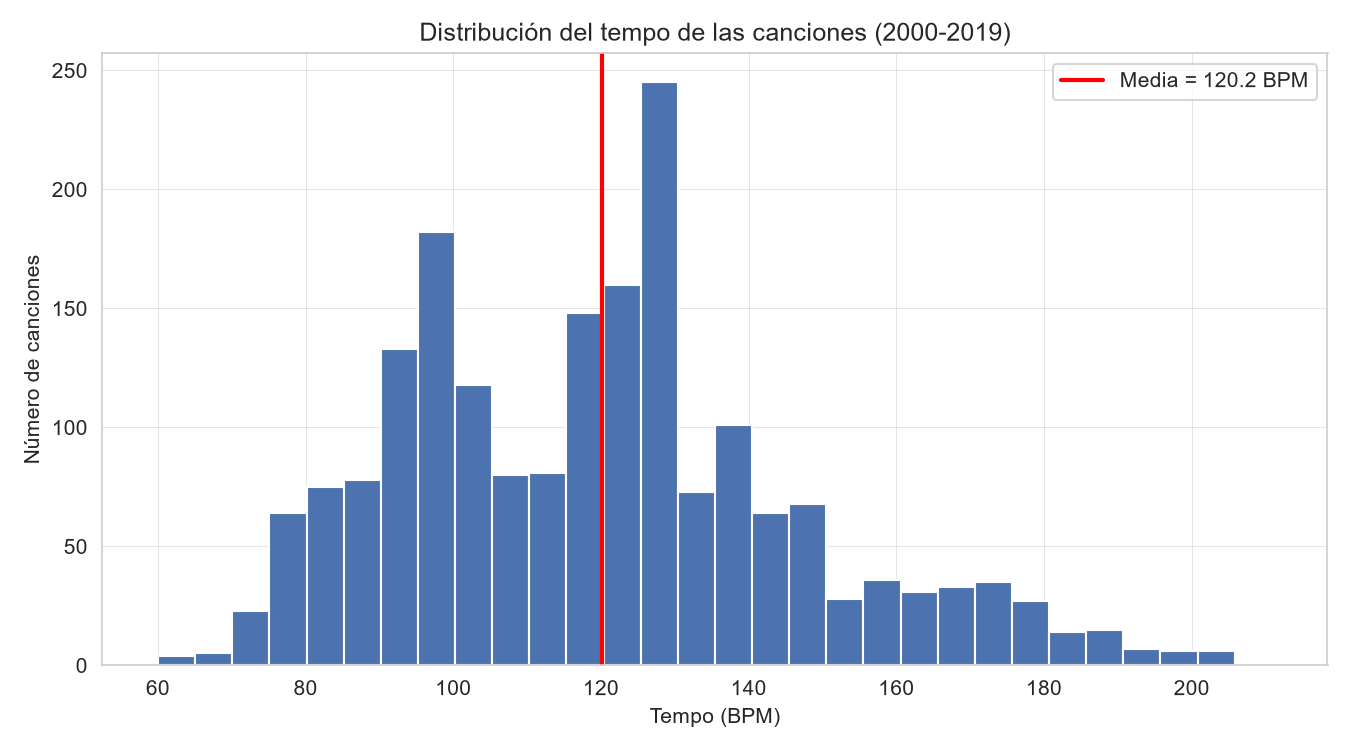 Distribución del tempo de las canciones (2000-2019)
Media = 120.2 BPM
Número de canciones
250
200
150
100
50
0
60 80 100 120 140 160 180 200
Tempo (BPM)